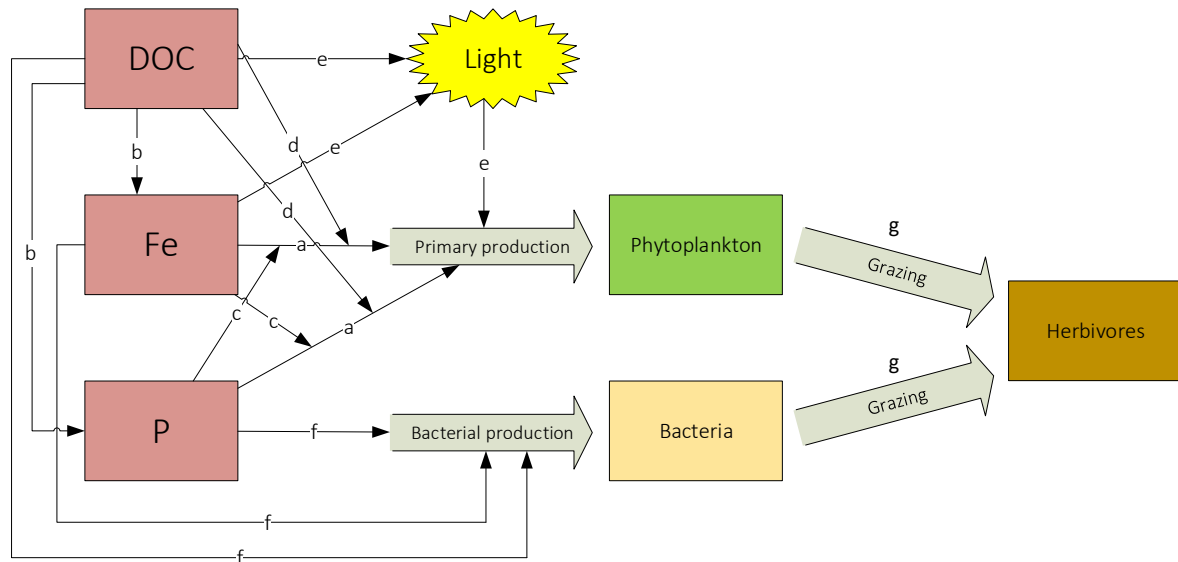 DOC
e
Light
d
e
b
e
d
g
Fe
a
Primary production
Phytoplankton
Grazing
b
c
c
a
Herbivores
g
Grazing
P
f
Bacterial production
Bacteria
f
f